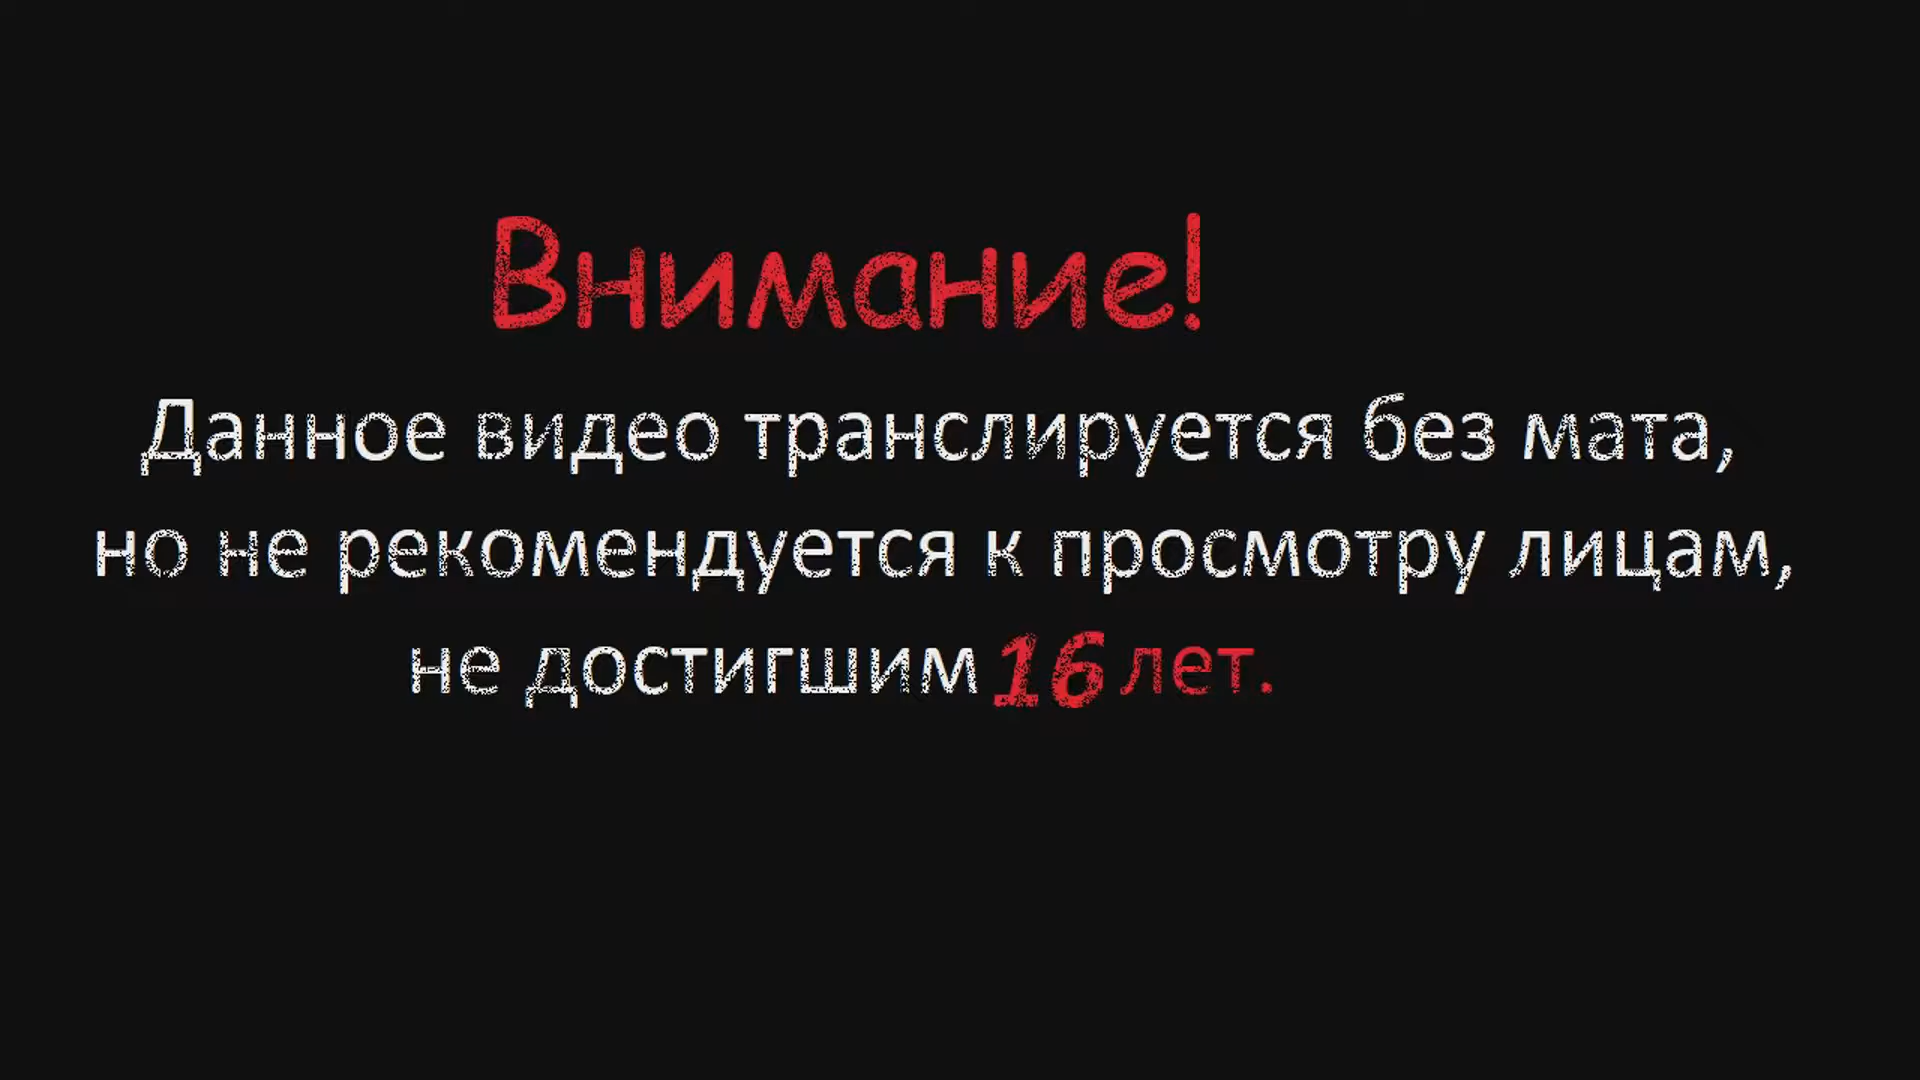 Внимание!
Данное видео транслируется без мата,
но не рекомендуется к просмотру лицам,
не достигшим 16 лет.